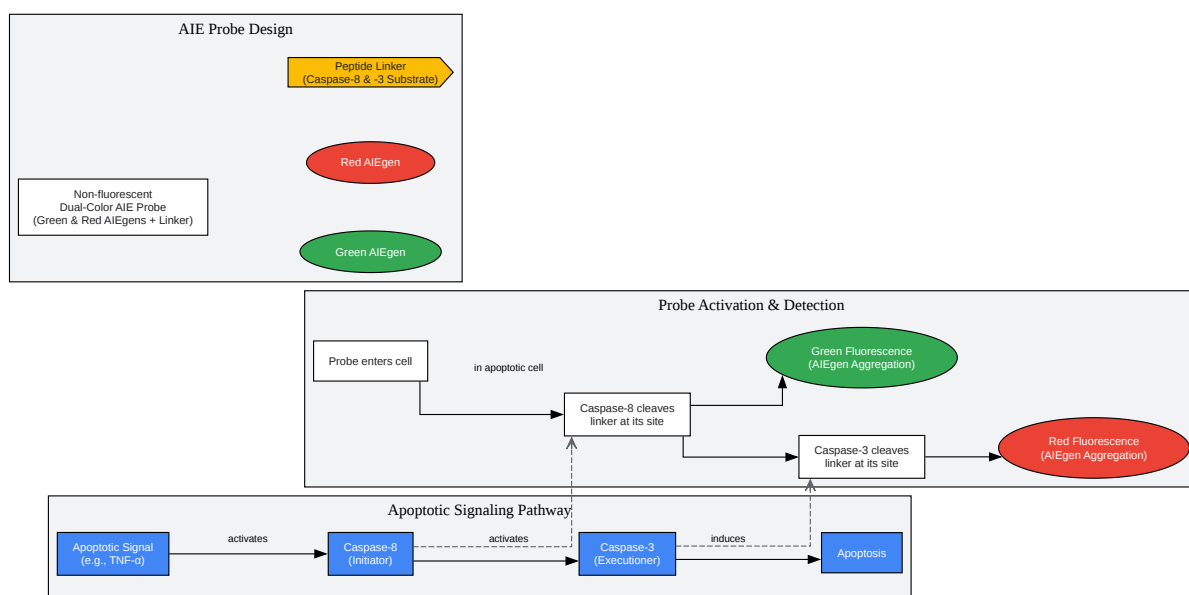 AIE Probe Design
Peptide Linker
(Caspase-8 & -3 Substrate)
Red AIEgen
Non-fluorescent
Dual-Color AIE Probe
(Green & Red AIEgens + Linker)
Green AIEgen
Probe Activation & Detection
Probe enters cell
in apoptotic cell
Green Fluorescence
(AIEgen Aggregation)
Caspase-8 cleaves
linker at its site
Caspase-3 cleaves
linker at its site
Red Fluorescence
(AIEgen Aggregation)
Apoptotic Signaling Pathway
Apoptotic Signal
(e.g., TNF-α)
activates
Caspase-8
(Initiator)
activates
Caspase-3
(Executioner)
induces
Apoptosis